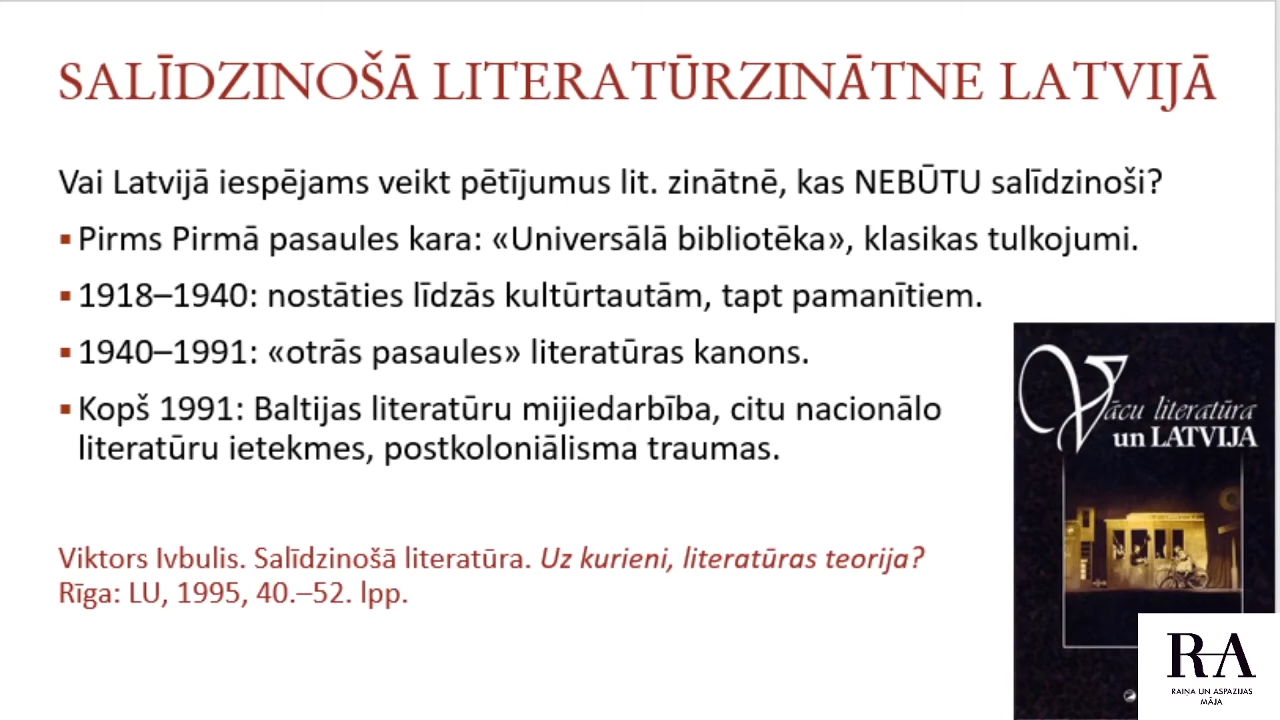 SALĪDZINOŠĀ LITERATŪRZINĀTNE LATVIJĀ
Vai Latvijā iespējams veikt pētījumus lit. zinātnē, kas NEBŪTU salīdzinoši?
▪ Pirms Pirmā pasaules kara: «Universālā bibliotēka», klasikas tulkojumi.
▪ 1918–1940: nostāties līdzās kultūrtautām, tapt pamanītiem.
▪ 1940–1991: «otrās pasaules» literatūras kanons.
▪ Kopš 1991: Baltijas literatūru mijiedarbība, citu nacionālo
literatūru ietekmes, postkoloniālisma traumas.
Viktors Ivbulis. Salīdzinošā literatūra. Uz kurieni, literatūras teorija?
Rīga: LU, 1995, 40.–52. lpp.
Vācu literatūra
un LATVIJA
R-A
RAIŅA UN ASPAZIJAS
MĀJA